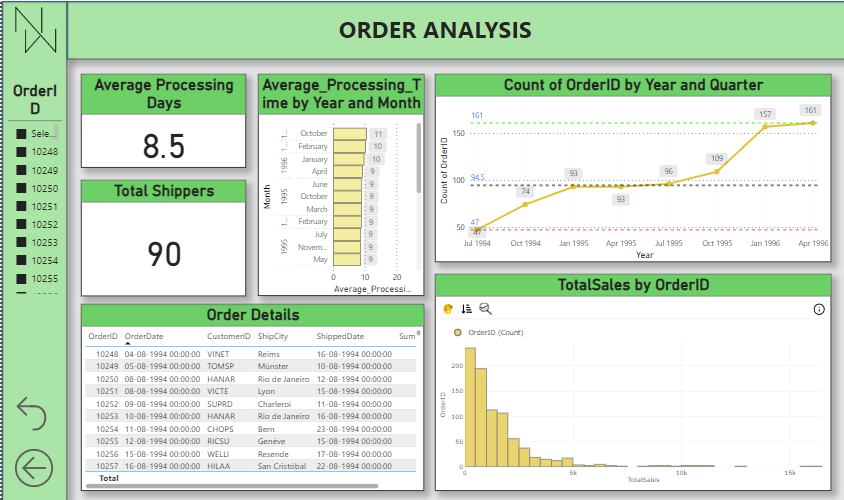 ORDER ANALYSIS
OrderI
D
Sele...
10248
10249
10250
10251
10252
10253
10254
10255
Average Processing
Days
8.5
Total Shippers
90
Average_Processing_T
ime by Year and Month
Month
1...
1...
1996
1995
1...
1995
October 11
February 10
January 10
April 9
June 9
October 9
March 9
February 9
July 9
Novem... 9
May 9
0 10 20
Average_Processi...
Count of OrderID by Year and Quarter
Count of OrderID
150
100
50
161
94.5
47
47
74
93
93
96
109
157
161
Jul 1994 Oct 1994 Jan 1995 Apr 1995 Jul 1995 Oct 1995 Jan 1996 Apr 1996
Year
Order Details
OrderID OrderDate CustomerID ShipCity ShippedDate Sum
10248 04-08-1994 00:00:00 VINET Reims 16-08-1994 00:00:00
10249 05-08-1994 00:00:00 TOMSP Münster 10-08-1994 00:00:00
10250 08-08-1994 00:00:00 HANAR Rio de Janeiro 12-08-1994 00:00:00
10251 08-08-1994 00:00:00 VICTE Lyon 15-08-1994 00:00:00
10252 09-08-1994 00:00:00 SUPRD Charleroi 11-08-1994 00:00:00
10253 10-08-1994 00:00:00 HANAR Rio de Janeiro 16-08-1994 00:00:00
10254 11-08-1994 00:00:00 CHOPS Bern 23-08-1994 00:00:00
10255 12-08-1994 00:00:00 RICSU Genève 15-08-1994 00:00:00
10256 15-08-1994 00:00:00 WELLI Resende 17-08-1994 00:00:00
10257 16-08-1994 00:00:00 HILAA San Cristóbal 22-08-1994 00:00:00
Total
TotalSales by OrderID
OrderID (Count)
OrderID
200
150
100
50
0
0 5k 10k 15k
TotalSales